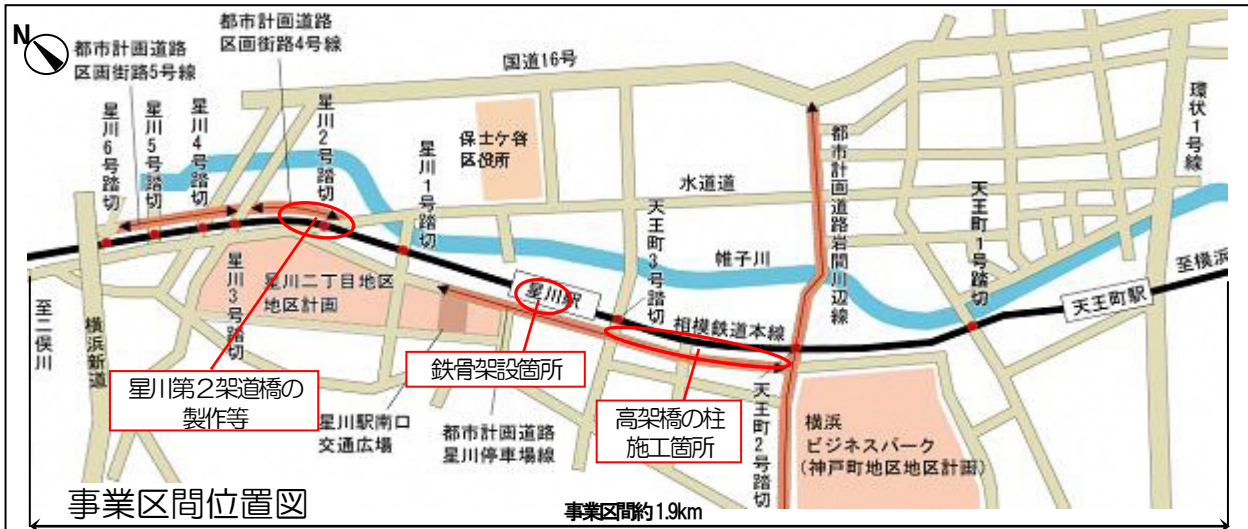 N
都市計画道路
区画街路4号線
都市計画道路
区画街路5号線
国道16号
環状1号線
星川6号踏切
星川5号踏切
星川4号踏切
星川2号踏切
星川1号踏切
保土ケ谷
区役所
水道道
都市計画道路岩間川辺線
天王町3号踏切
天王町1号踏切
帷子川
至横浜
星川3号踏切
星川二丁目地区
地区計画
星川駅
天王町駅
相模鉄道本線
至二俣川
横浜新道
鉄骨架設箇所
星川第2架道橋の
製作等
高架橋の柱
施工箇所
天王町2号踏切
星川駅南口
交通広場
都市計画道路
星川停車場線
横浜
ビジネスパーク
(神戸町地区地区計画)
事業区間位置図
事業区間約1.9km